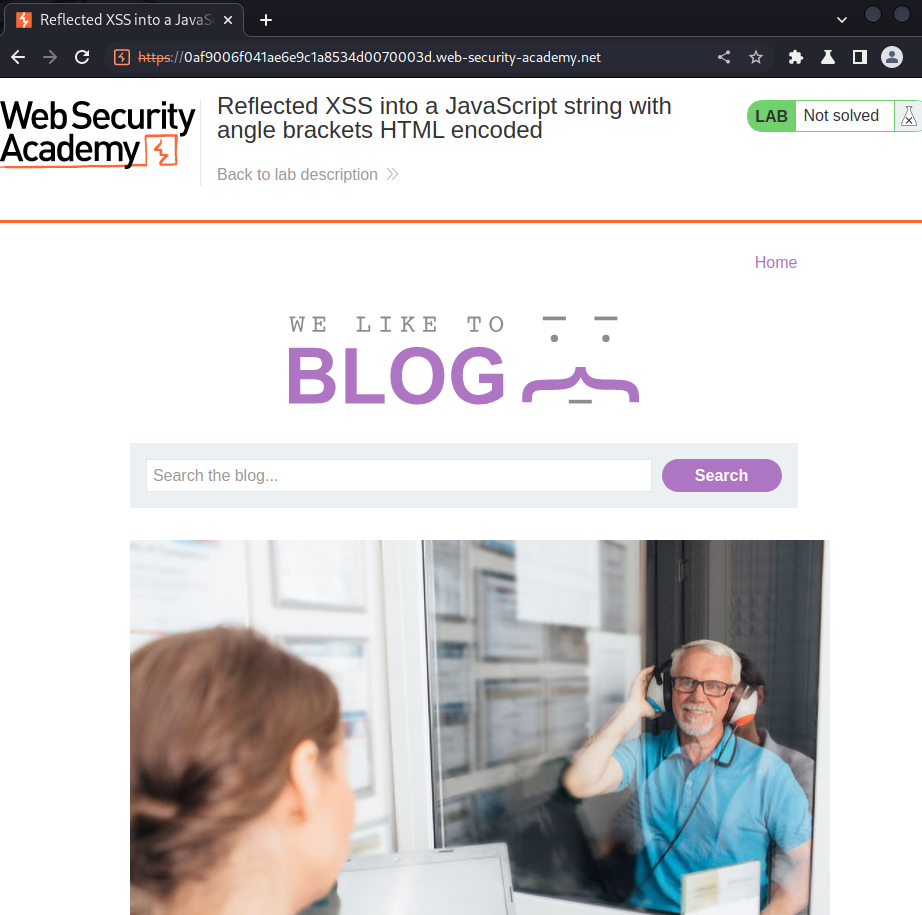 Reflected XSS into a JavaSc
https://0af9006f041ae6e9c1a8534d0070003d.web-security-academy.net
Web Security
Academy
Reflected XSS into a JavaScript string with
angle brackets HTML encoded
LAB
Not solved
Back to lab description
Home
WE LIKE TO
BLOG
Search the blog...
Search